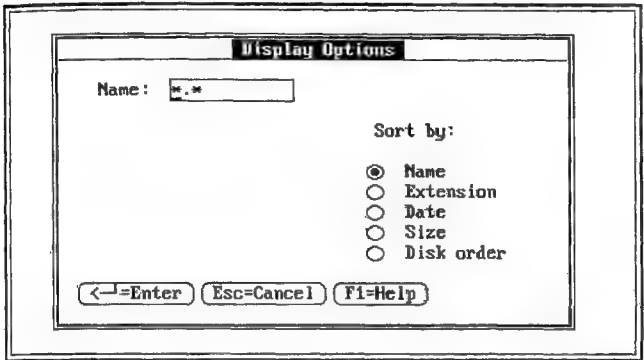 Display Options
Name: *.*
Sort by:
Name
Extension
Date
Size
Disk order
<─┘=Enter Esc=Cancel F1=Help